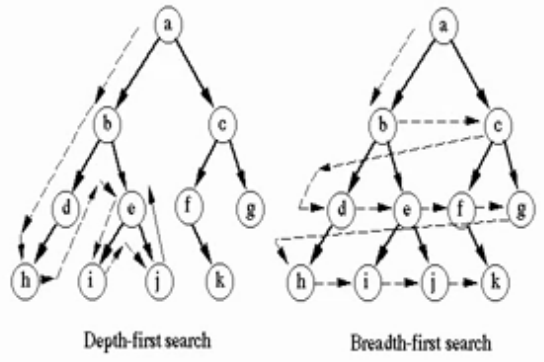 a a
b c b c
d e f g d e f g
h i j k h i j k
Depth-first search Breadth-first search